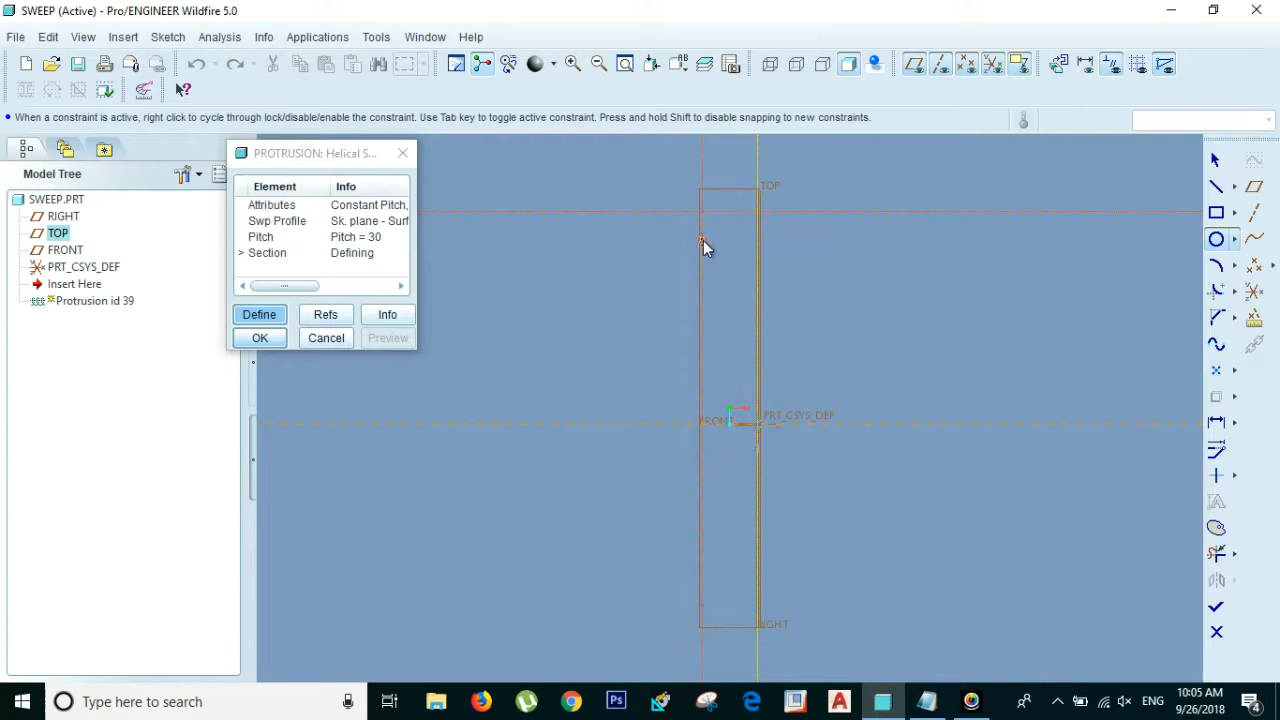 SWEEP (Active) - Pro/ENGINEER Wildfire 5.0
File Edit View Insert Sketch Analysis Info Applications Tools Window Help
When a constraint is active, right click to cycle through lock/disable/enable the constraint. Use Tab key to toggle active constraint. Press and hold Shift to disable snapping to new constraints.
Model Tree
SWEEP.PRT
RIGHT
TOP
FRONT
PRT_CSYS_DEF
Insert Here
Protrusion id 39
PROTRUSION: Helical S...
Element Info
Attributes Constant Pitch,
Swp Profile Sk. plane - Surf
Pitch Pitch = 30
> Section Defining
Define Refs Info
OK Cancel Preview
TOP
FRONT
PRT_CSYS_DEF
Type here to search
ENG
10:05 AM
9/26/2018
4